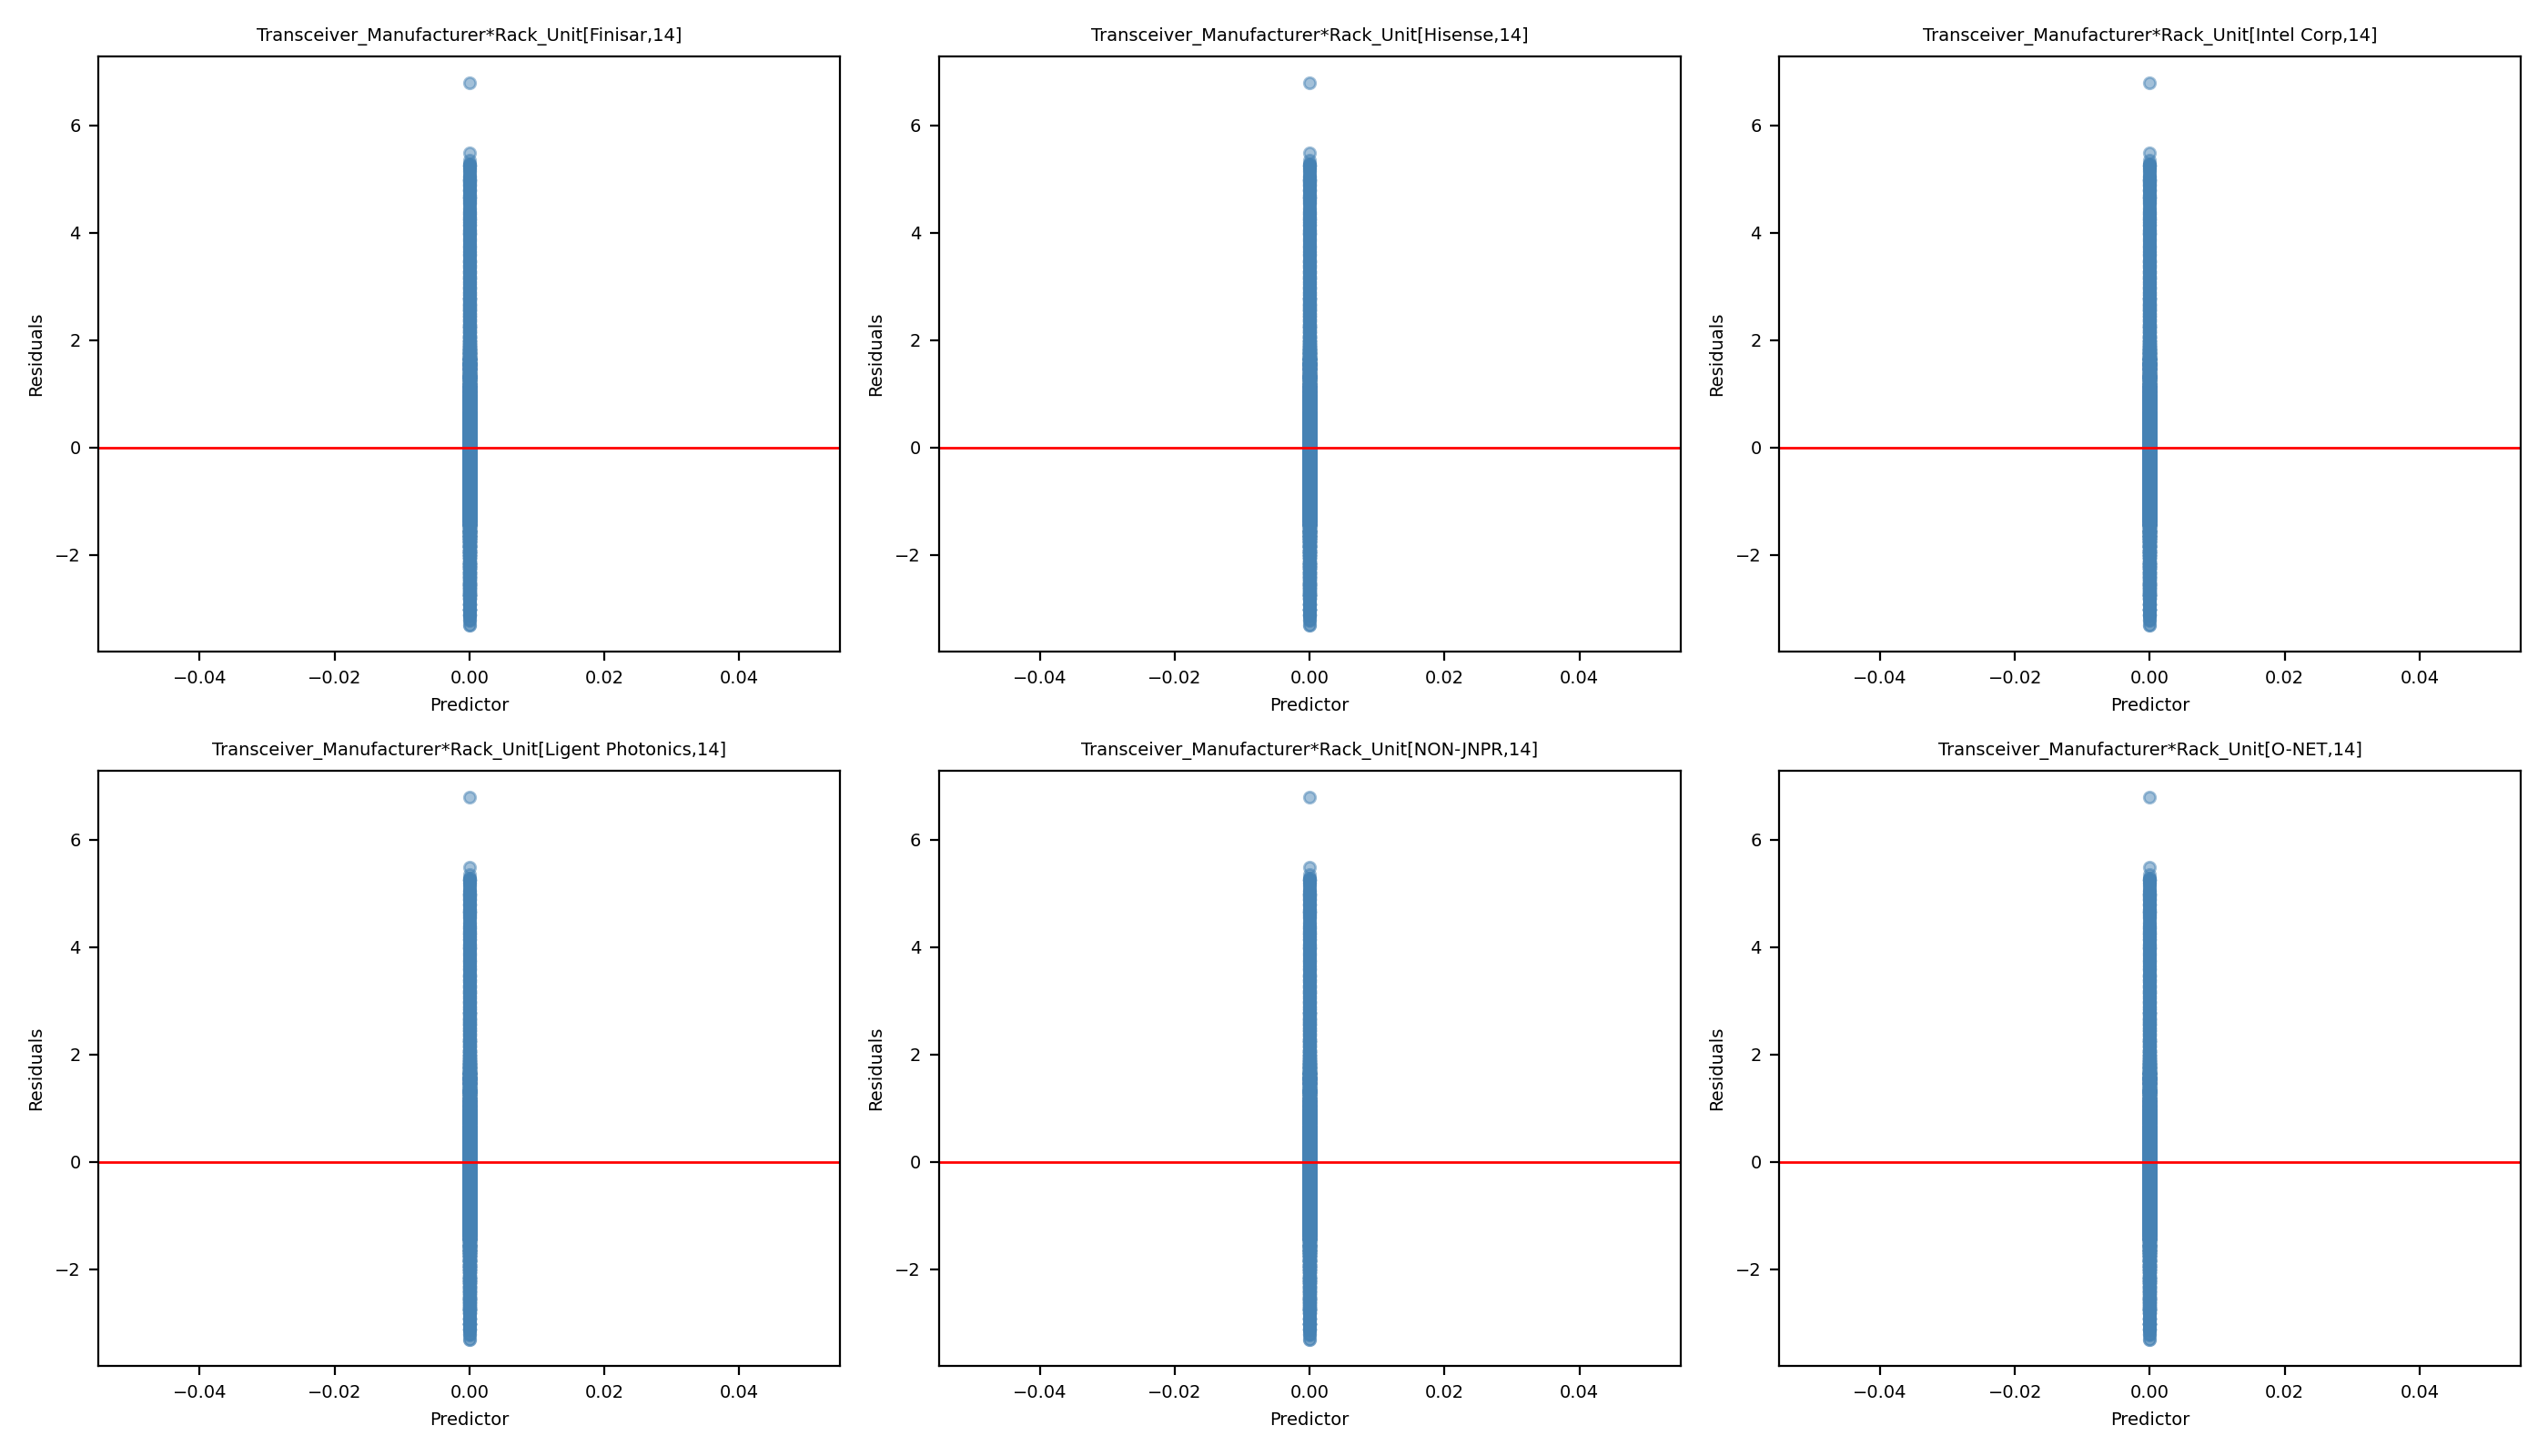 Transceiver_Manufacturer*Rack_Unit[Finisar,14]
Residuals
6
4
2
0
−2
−0.04 −0.02 0.00 0.02 0.04
Predictor
Transceiver_Manufacturer*Rack_Unit[Hisense,14]
Residuals
6
4
2
0
−2
−0.04 −0.02 0.00 0.02 0.04
Predictor
Transceiver_Manufacturer*Rack_Unit[Intel Corp,14]
Residuals
6
4
2
0
−2
−0.04 −0.02 0.00 0.02 0.04
Predictor
Transceiver_Manufacturer*Rack_Unit[Ligent Photonics,14]
Residuals
6
4
2
0
−2
−0.04 −0.02 0.00 0.02 0.04
Predictor
Transceiver_Manufacturer*Rack_Unit[NON-JNPR,14]
Residuals
6
4
2
0
−2
−0.04 −0.02 0.00 0.02 0.04
Predictor
Transceiver_Manufacturer*Rack_Unit[O-NET,14]
Residuals
6
4
2
0
−2
−0.04 −0.02 0.00 0.02 0.04
Predictor